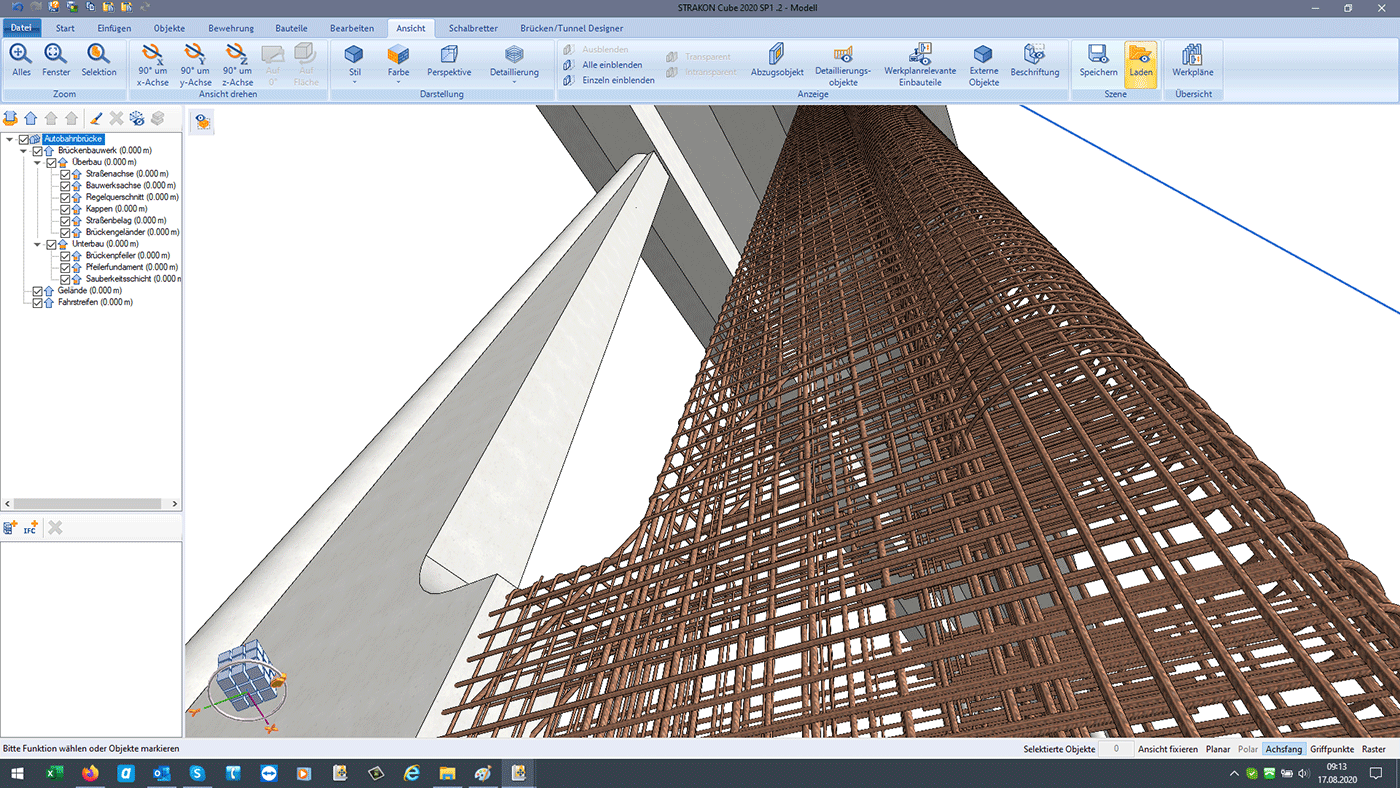 STRAKON Cube 2020 SP1 .2 - Modell
Datei Start Einfügen Objekte Bewehrung Bauteile Bearbeiten Ansicht Schalbretter Brücken/Tunnel Designer
Alles Fenster Selektion
90° um x-Achse
90° um y-Achse
90° um z-Achse
Auf 0°
Auf Fläche
Stil Farbe Perspektive Detaillierung
Ausblenden
Alle einblenden
Einzeln einblenden
Transparent
Intransparent
Abzugsobjekt
Detaillierungs-
objekte
Werkplanrelevante
Einbauteile
Externe
Objekte
Beschriftung
Speichern Laden
Werkpläne
Zoom Ansicht drehen Darstellung Anzeige Szene Übersicht
Autobahnbrücke
Brückenbauwerk (0.000 m)
Überbau (0.000 m)
Straßenachse (0.000 m)
Bauwerksachse (0.000 m)
Regelquerschnitt (0.000 m)
Kappen (0.000 m)
Straßenbelag (0.000 m)
Brückengeländer (0.000 m)
Unterbau (0.000 m)
Brückenpfeiler (0.000 m)
Pfeilerfundament (0.000 m)
Sauberkeitsschicht (0.000 m
Gelände (0.000 m)
Fahrstreifen (0.000 m)
IFC
Bitte Funktion wählen oder Objekte markieren
Selektierte Objekte 0 Ansicht fixieren Planar Polar Achsfang Griffpunkte Raster
09:13
17.08.2020